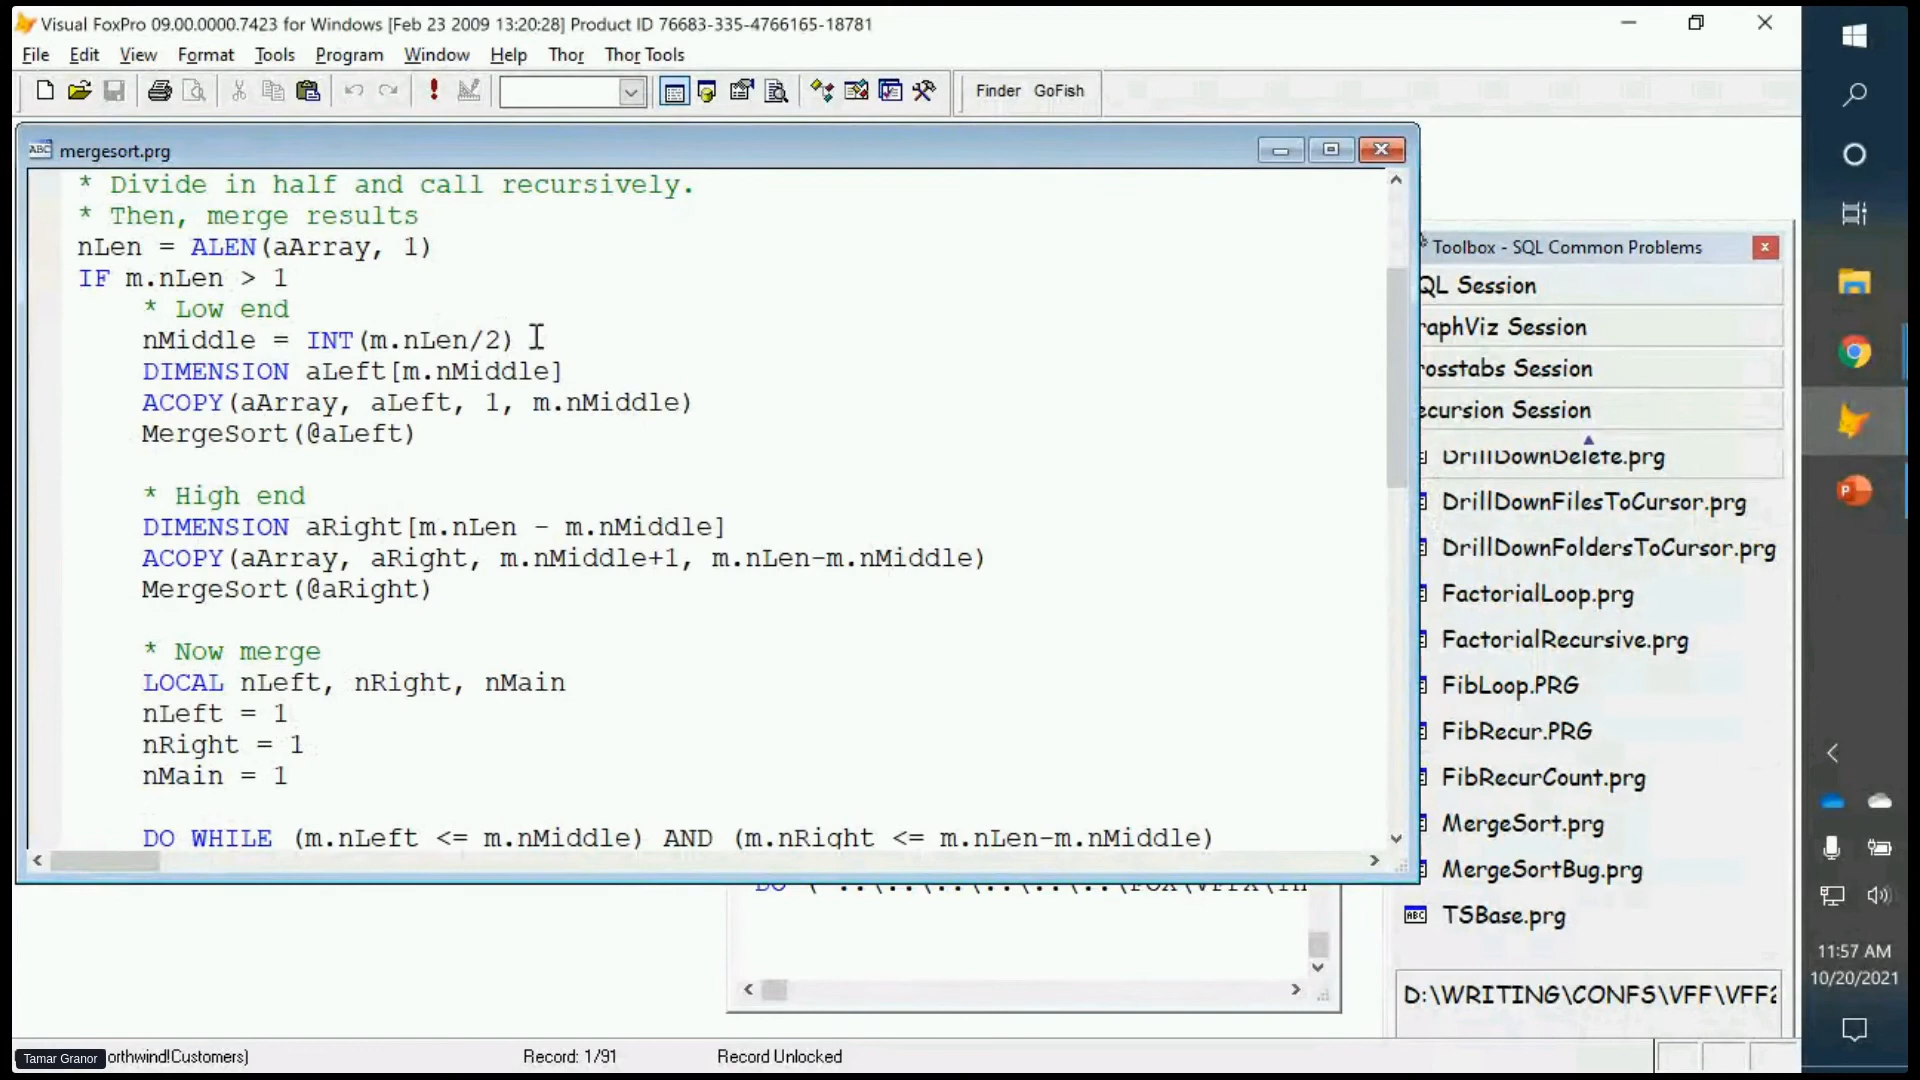 Visual FoxPro 09.00.0000.7423 for Windows [Feb 23 2009 13:20:28] Product ID 76683-335-4766165-18781
File Edit View Format Tools Program Window Help Thor Thor Tools
Finder GoFish
mergesort.prg
* Divide in half and call recursively.
* Then, merge results
nLen = ALEN(aArray, 1)
IF m.nLen > 1
* Low end
nMiddle = INT(m.nLen/2)
DIMENSION aLeft[m.nMiddle]
ACOPY(aArray, aLeft, 1, m.nMiddle)
MergeSort(@aLeft)
* High end
DIMENSION aRight[m.nLen - m.nMiddle]
ACOPY(aArray, aRight, m.nMiddle+1, m.nLen-m.nMiddle)
MergeSort(@aRight)
* Now merge
LOCAL nLeft, nRight, nMain
nLeft = 1
nRight = 1
nMain = 1
DO WHILE (m.nLeft <= m.nMiddle) AND (m.nRight <= m.nLen-m.nMiddle)
Toolbox - SQL Common Problems
QL Session
raphViz Session
rosstabs Session
ecursion Session
DrillDownDelete.prg
DrillDownFilesToCursor.prg
DrillDownFoldersToCursor.prg
FactorialLoop.prg
FactorialRecursive.prg
FibLoop.PRG
FibRecur.PRG
FibRecurCount.prg
MergeSort.prg
MergeSortBug.prg
TSBase.prg
D:\WRITING\CONFS\VFF\VFF2
11:57 AM
10/20/2021
Tamar Granor
orthwind!Customers)
Record: 1/91
Record Unlocked